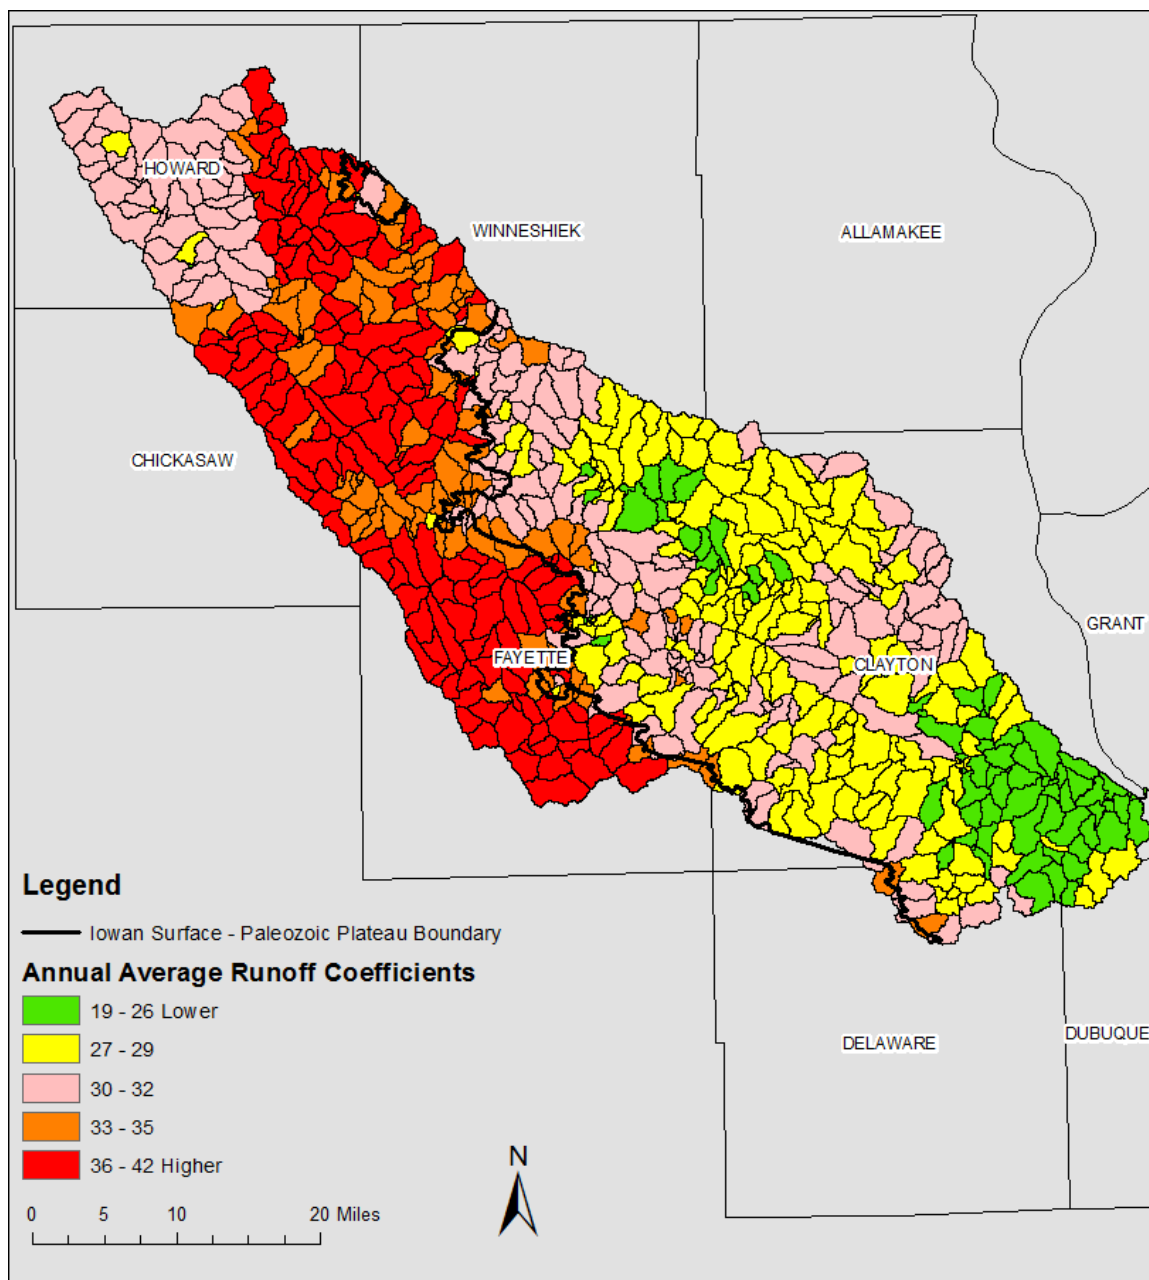 HOWARD
WINNESHIEK
ALLAMAKEE
CHICKASAW
GRANT
FAYETTE
CLAYTON
Legend
Iowan Surface - Paleozoic Plateau Boundary
Annual Average Runoff Coefficients
19 - 26 Lower
27 - 29
30 - 32
33 - 35
36 - 42 Higher
DELAWARE
DUBUQUE
N
0 5 10 20 Miles